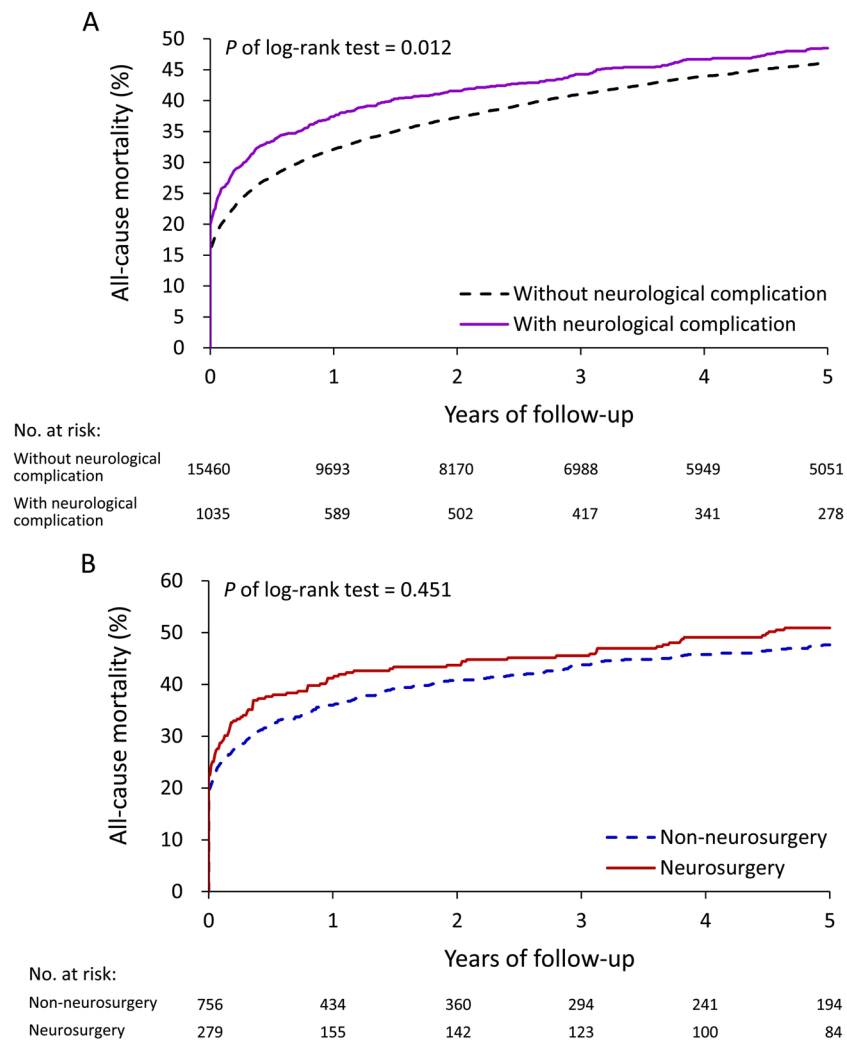 A
P of log-rank test = 0.012
All-cause mortality (%)
50
45
40
35
30
25
20
15
10
5
0
Without neurological complication
With neurological complication
0 1 2 3 4 5
Years of follow-up
No. at risk:
Without neurological
complication 15460 9693 8170 6988 5949 5051
With neurological
complication 1035 589 502 417 341 278
B
P of log-rank test = 0.451
All-cause mortality (%)
60
50
40
30
20
10
0
Non-neurosurgery
Neurosurgery
0 1 2 3 4 5
Years of follow-up
No. at risk:
Non-neurosurgery 756 434 360 294 241 194
Neurosurgery 279 155 142 123 100 84